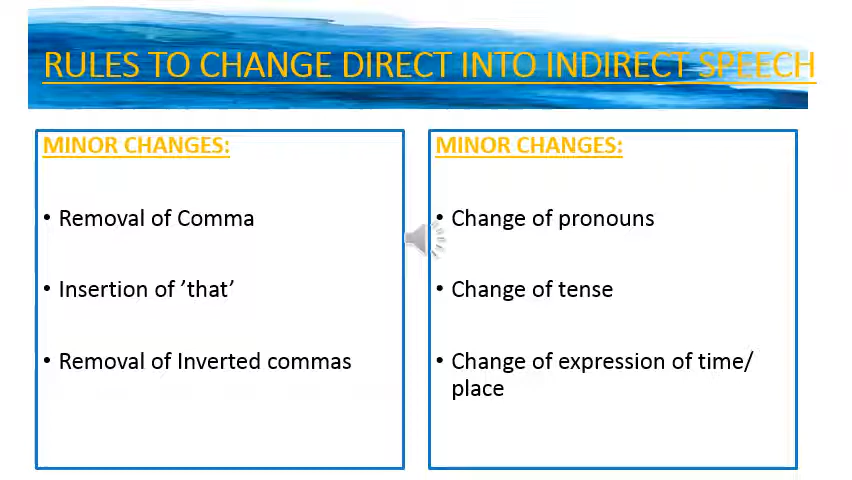 RULES TO CHANGE DIRECT INTO INDIRECT SPEECH
MINOR CHANGES:
• Removal of Comma
• Insertion of ’that’
• Removal of Inverted commas
MINOR CHANGES:
• Change of pronouns
• Change of tense
• Change of expression of time/
place